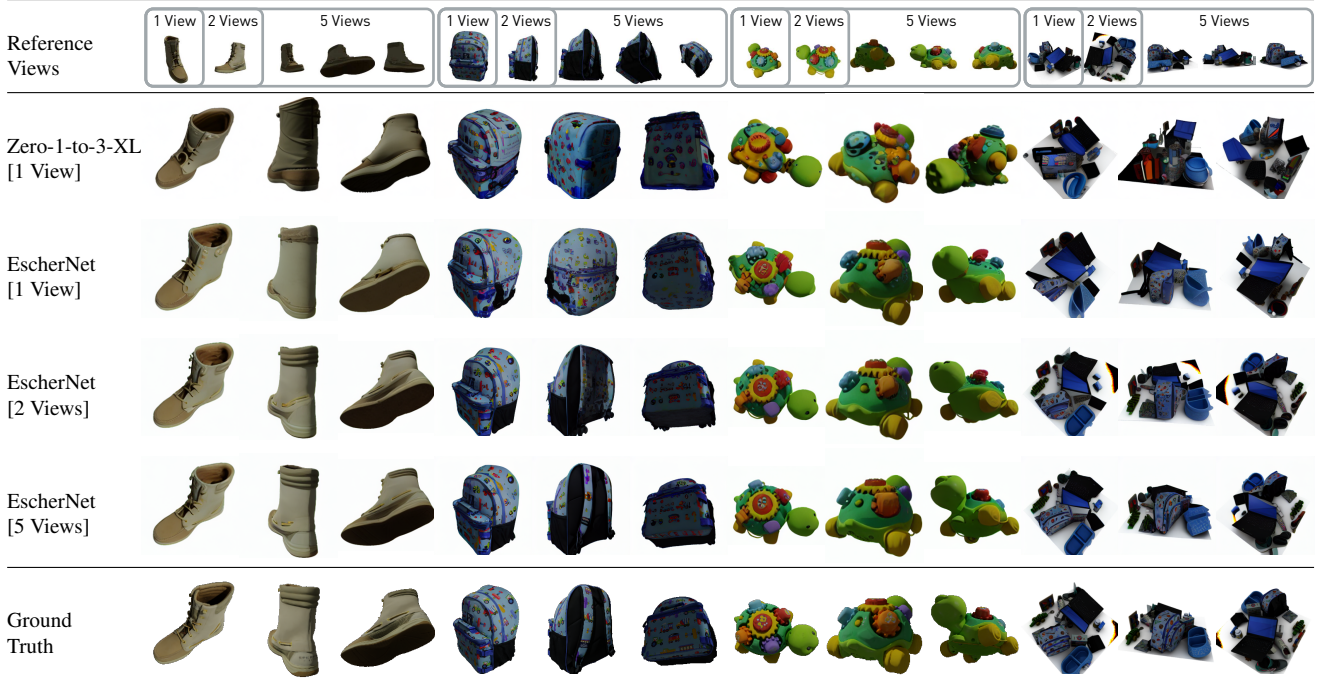 1 View 2 Views 5 Views 1 View 2 Views 5 Views 1 View 2 Views 5 Views 1 View 2 Views 5 Views
Reference
Views
Zero-1-to-3-XL
[1 View]
EscherNet
[1 View]
EscherNet
[2 Views]
EscherNet
[5 Views]
Ground
Truth